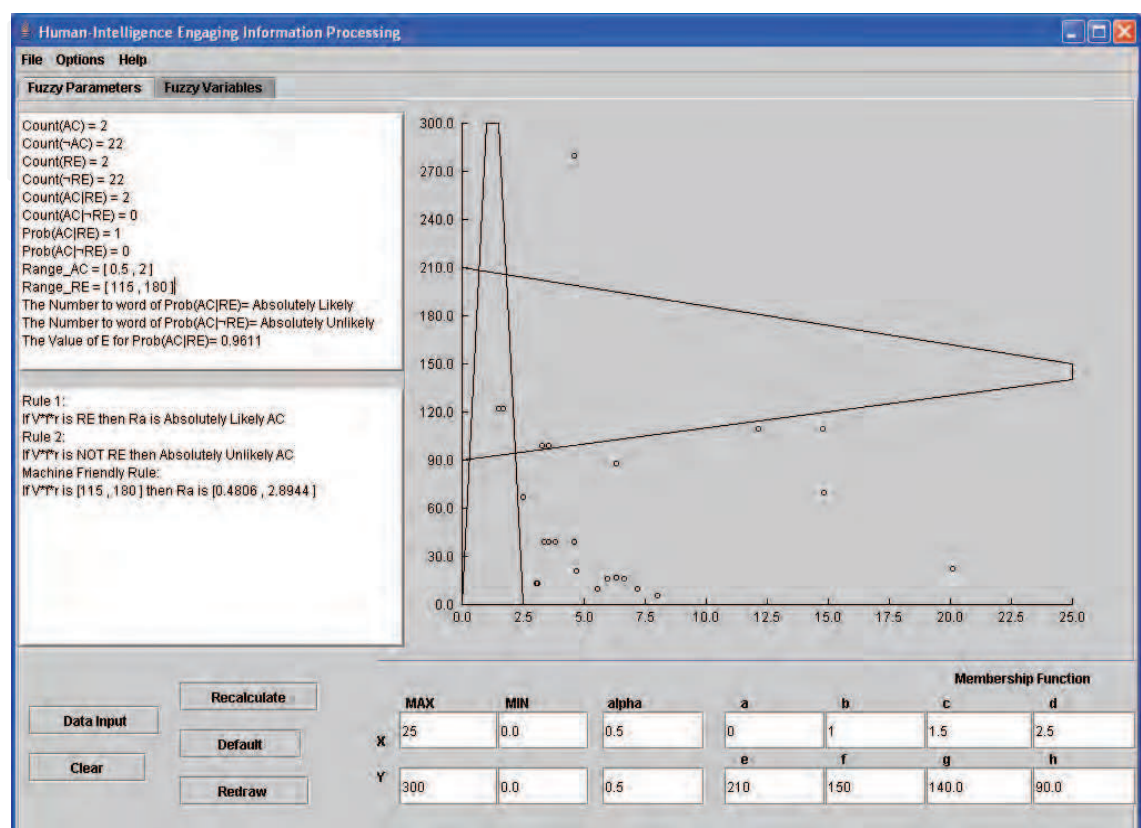 Human-Intelligence Engaging Information Processing
File Options Help
Fuzzy Parameters Fuzzy Variables
Count(AC) = 2
Count(¬AC) = 22
Count(RE) = 2
Count(¬RE) = 22
Count(AC|RE) = 2
Count(AC|¬RE) = 0
Prob(AC|RE) = 1
Prob(AC|¬RE) = 0
Range_AC = [ 0.5 , 2 ]
Range_RE = [ 115 , 180 ]
The Number to word of Prob(AC|RE)= Absolutely Likely
The Number to word of Prob(AC|¬RE)= Absolutely Unlikely
The Value of E for Prob(AC|RE)= 0.9611
Rule 1:
If V*f*r is RE then Ra is Absolutely Likely AC
Rule 2:
If V*f*r is NOT RE then Absolutely Unlikely AC
Machine Friendly Rule:
If V*f*r is [115 , 180 ] then Ra is [0.4806 , 2.8944 ]
300.0
270.0
240.0
210.0
180.0
150.0
120.0
90.0
60.0
30.0
0.0
0.0 2.5 5.0 7.5 10.0 12.5 15.0 17.5 20.0 22.5 25.0
Data Input
Clear
Recalculate
Default
Redraw
Membership Function
MAX MIN alpha a b c d
X 25 0.0 0.5 0 1 1.5 2.5
e f g h
Y 300 0.0 0.5 210 150 140.0 90.0